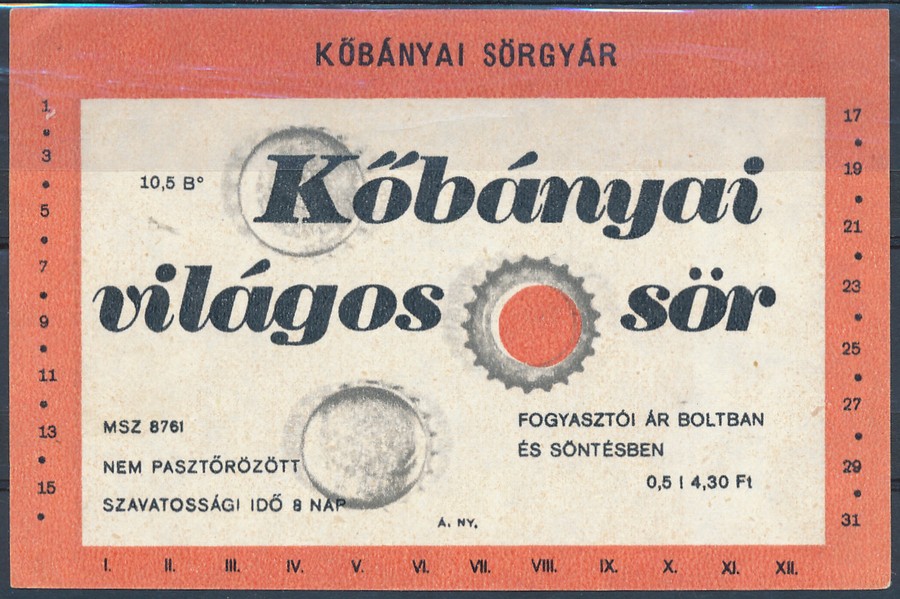 KŐBÁNYAI SÖRGYÁR
10,5 B°
Kőbányai
világos sör
MSZ 8761
NEM PASZTŐRÖZÖTT
SZAVATOSSÁGI IDŐ 8 NAP
FOGYASZTÓI ÁR BOLTBAN
ÉS SÖNTÉSBEN
0,5 l 4,30 Ft
Á. NY.
1
•
3
•
5
•
7
•
9
•
11
•
13
•
15
•
17
•
19
•
21
•
23
•
25
•
27
•
29
•
31
I. II. III. IV. V. VI. VII. VIII. IX. X. XI. XII.